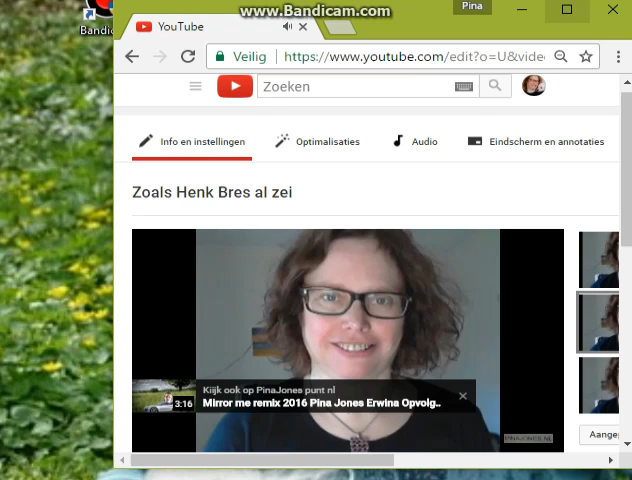 www.Bandicam.com
Pina
Bandic
YouTube
Veilig
https://www.youtube.com/edit?o=U&vide
Zoeken
Info en instellingen
Optimalisaties
Audio
Eindscherm en annotaties
Zoals Henk Bres al zei
Kijk ook op PinaJones punt nl
3:16
Mirror me remix 2016 Pina Jones Erwina Opvolg..
PINAJONES.NL
Aangep